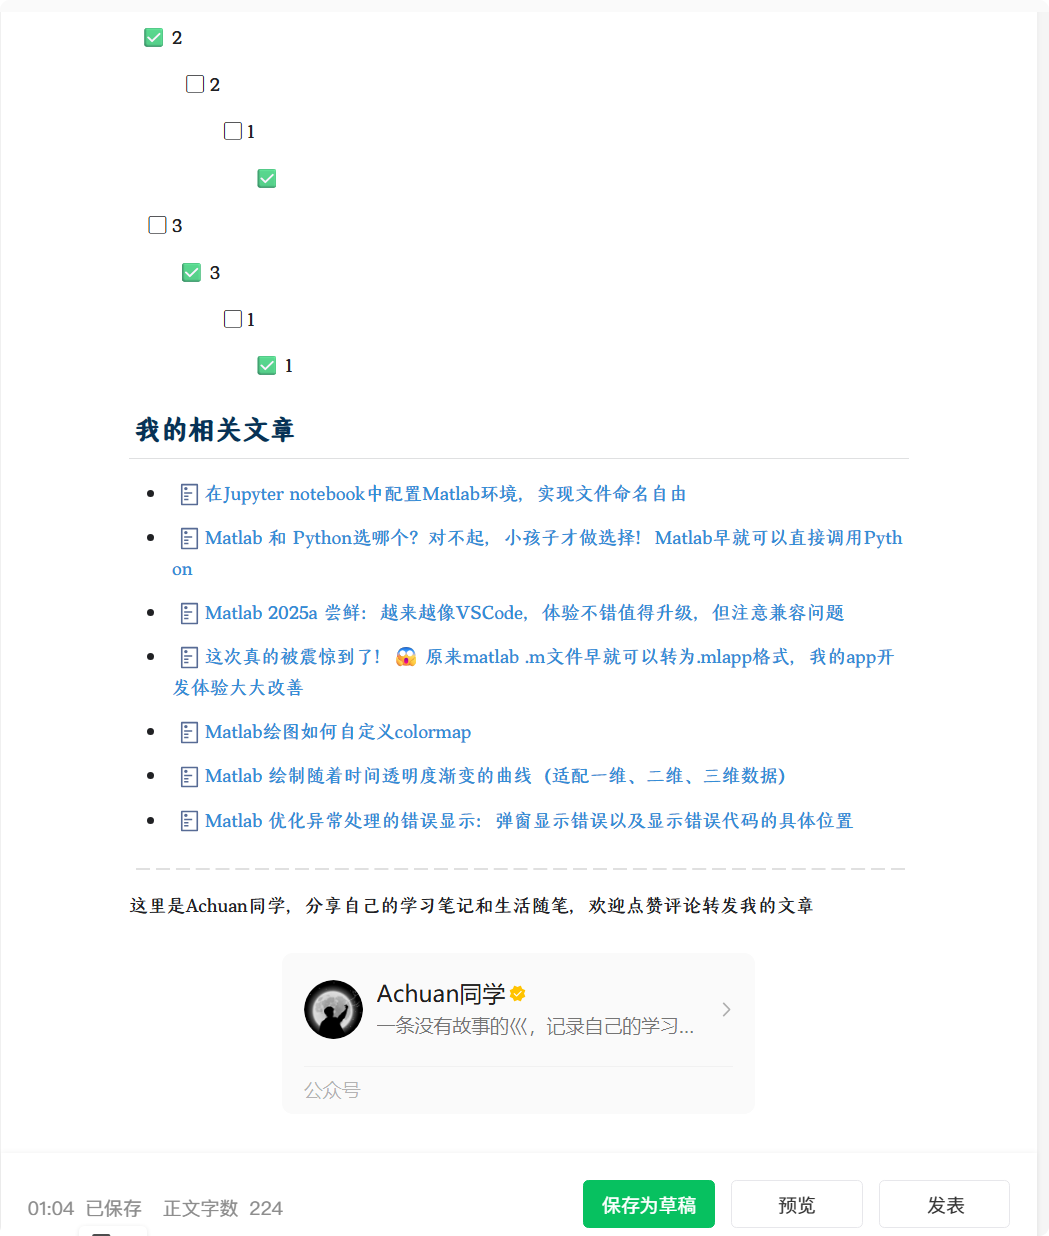 ✅ 2
☐ 2
☐ 1
✅
☐ 3
✅ 3
☐ 1
✅ 1
我的相关文章
在Jupyter notebook中配置Matlab环境，实现文件命名自由
Matlab 和 Python选哪个？对不起，小孩子才做选择！Matlab早就可以直接调用Pyth
on
Matlab 2025a 尝鲜：越来越像VSCode，体验不错值得升级，但注意兼容问题
这次真的被震惊到了！😱 原来matlab .m文件早就可以转为.mlapp格式，我的app开
发体验大大改善
Matlab绘图如何自定义colormap
Matlab 绘制随着时间透明度渐变的曲线（适配一维、二维、三维数据）
Matlab 优化异常处理的错误显示：弹窗显示错误以及显示错误代码的具体位置
这里是Achuan同学，分享自己的学习笔记和生活随笔，欢迎点赞评论转发我的文章
Achuan同学
一条没有故事的巛，记录自己的学习...
公众号
01:04 已保存 正文字数 224
保存为草稿
预览
发表